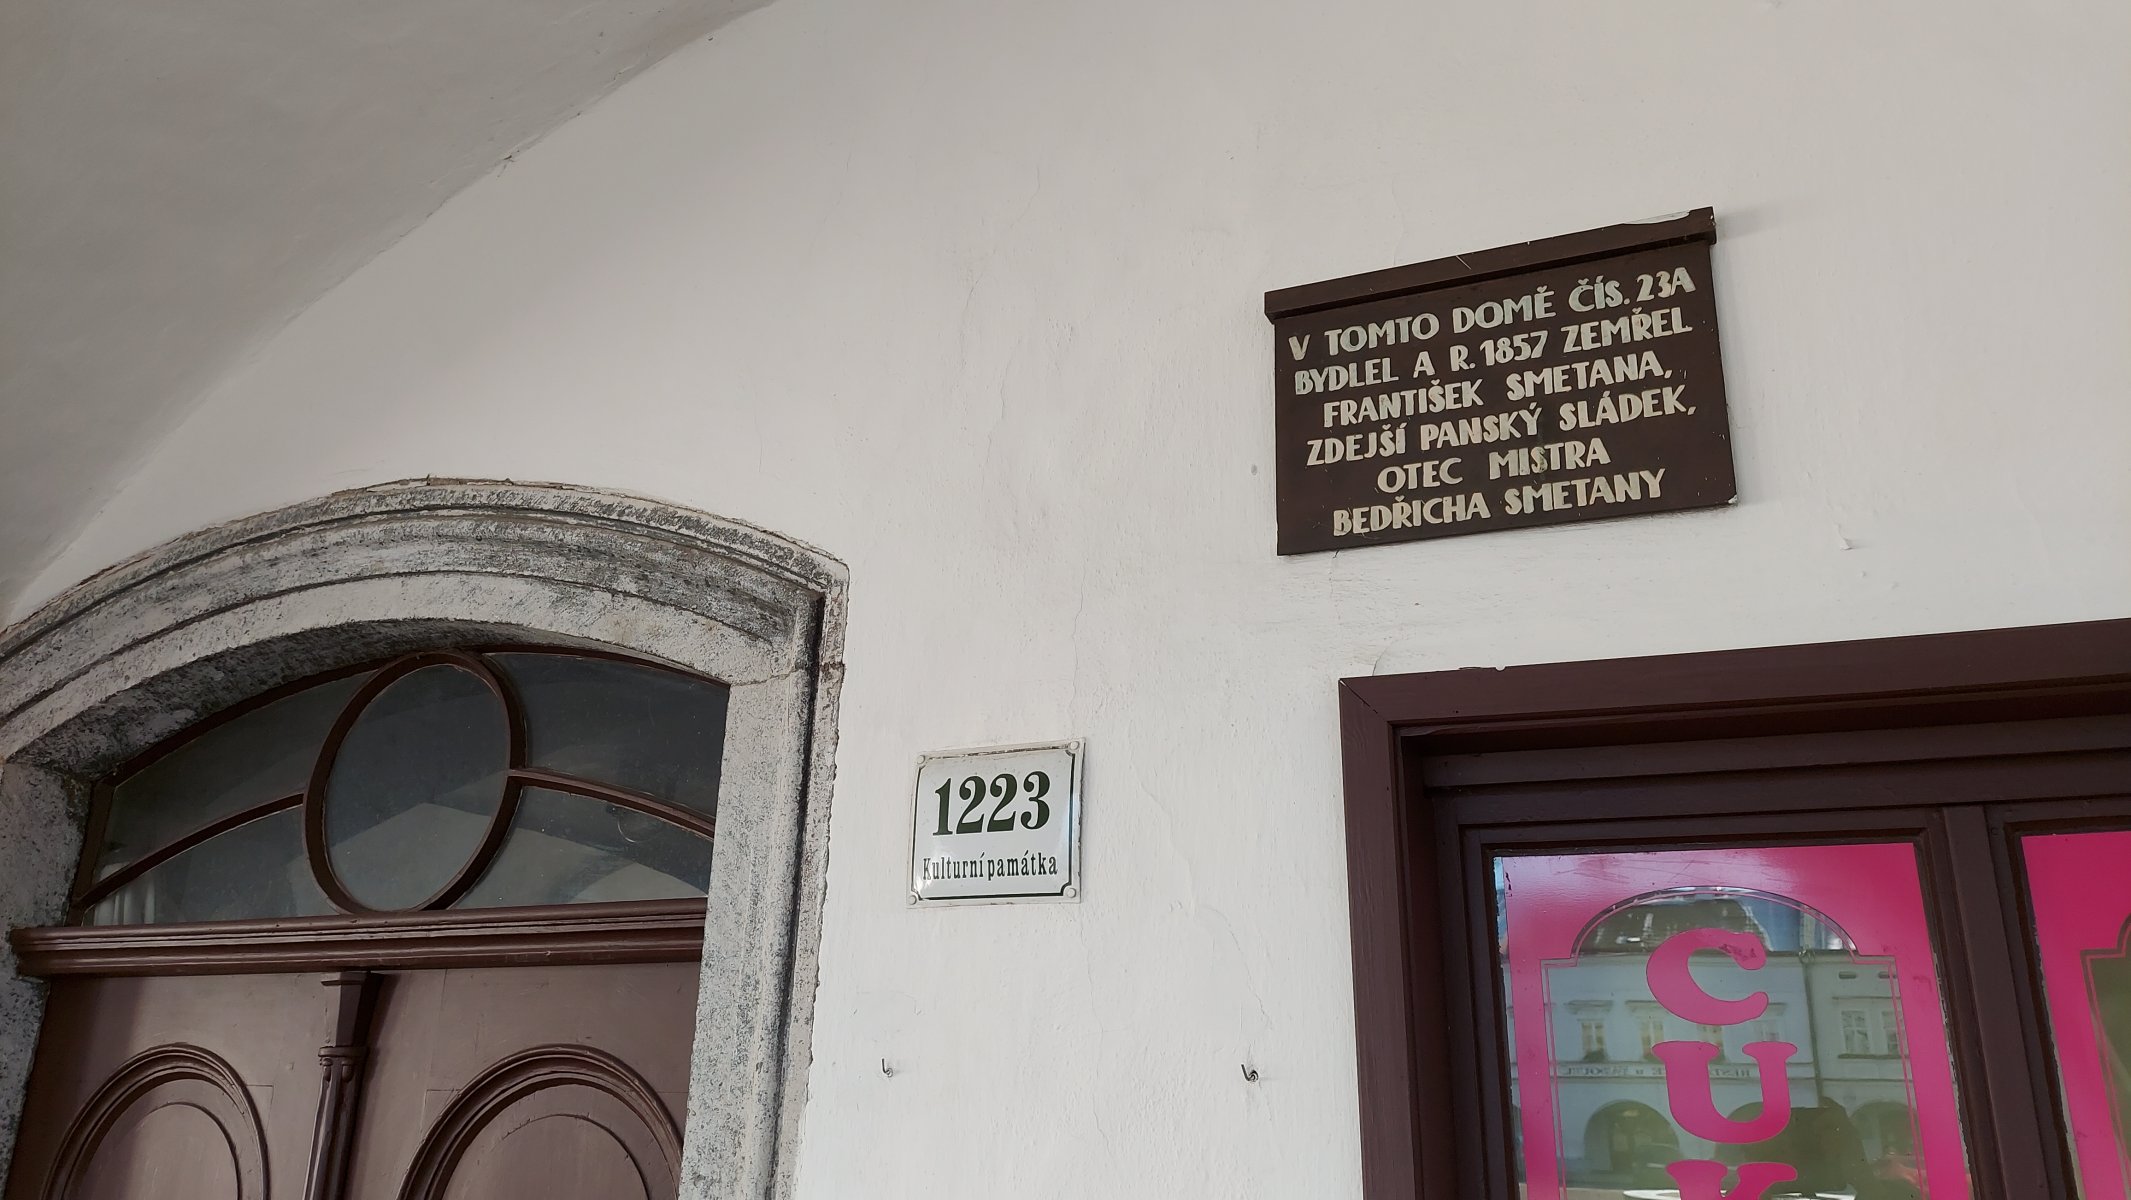 V TOMTO DOMĚ ČÍS. 23A
BYDLEL A R. 1857 ZEMŘEL
FRANTIŠEK SMETANA,
ZDEJŠÍ PANSKÝ SLÁDEK,
OTEC MISTRA
BEDŘICHA SMETANY
1223
Kulturní památka
CUK